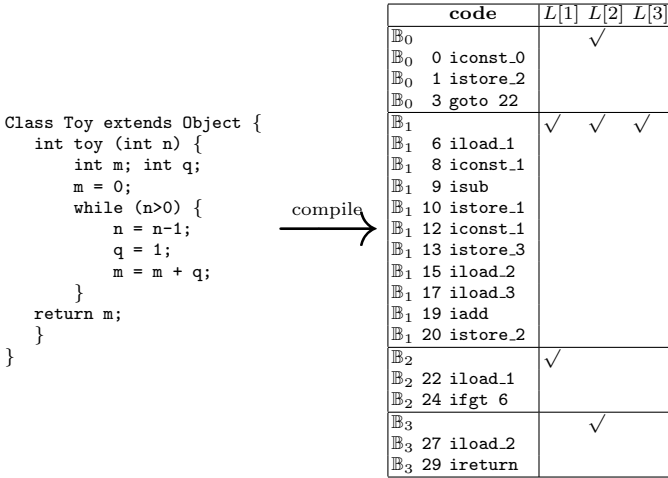 Class Toy extends Object {
int toy (int n) {
int m; int q;
m = 0;
while (n>0) {
n = n-1;
q = 1;
m = m + q;
}
return m;
}
}
compile
code L[1] L[2] L[3]
𝔹0 √
𝔹0 0 iconst_0
𝔹0 1 istore_2
𝔹0 3 goto 22
𝔹1 √ √ √
𝔹1 6 iload_1
𝔹1 8 iconst_1
𝔹1 9 isub
𝔹1 10 istore_1
𝔹1 12 iconst_1
𝔹1 13 istore_3
𝔹1 15 iload_2
𝔹1 17 iload_3
𝔹1 19 iadd
𝔹1 20 istore_2
𝔹2 √
𝔹2 22 iload_1
𝔹2 24 ifgt 6
𝔹3 √
𝔹3 27 iload_2
𝔹3 29 ireturn